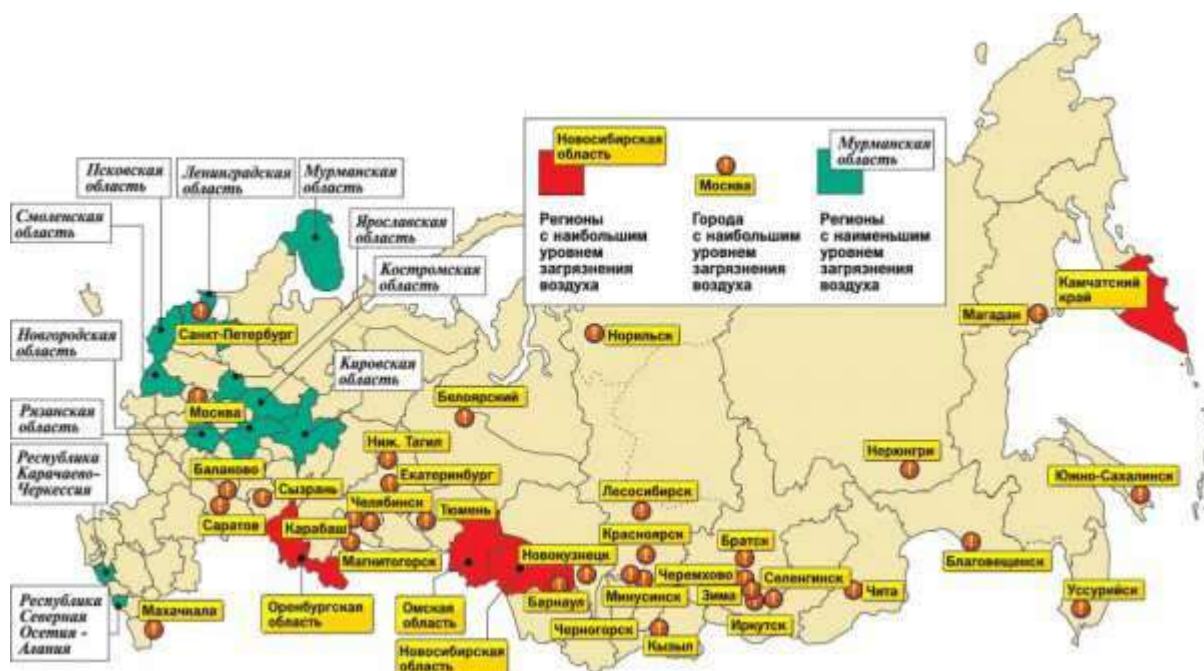 Новосибирская
область
Москва
Мурманская
область
Регионы
с наибольшим
уровнем
загрязнения
воздуха
Города
с наибольшим
уровнем
загрязнения
воздуха
Регионы
с наименьшим
уровнем
загрязнения
воздуха
Псковская
область
Ленинградская
область
Мурманская
область
Смоленская
область
Ярославская
область
Костромская
область
Новгородская
область
Кировская
область
Рязанская
область
Республика
Карачаево-
Черкессия
Республика
Северная
Осетия -
Алания
Санкт-Петербург
Москва
Норильск
Магадан
Камчатский
край
Белоярский
Ниж. Тагил
Екатеринбург
Балаково
Сызрань
Саратов
Челябинск
Карабаш
Тюмень
Магнитогорск
Лесосибирск
Красноярск
Новокузнецк
Братск
Нерюнгри
Южно-Сахалинск
Благовещенск
Черемхово
Селенгинск
Чита
Зима
Минусинск
Барнаул
Иркутск
Уссурийск
Черногорск
Кызыл
Махачкала
Оренбургская
область
Омская
область
Новосибирская
область